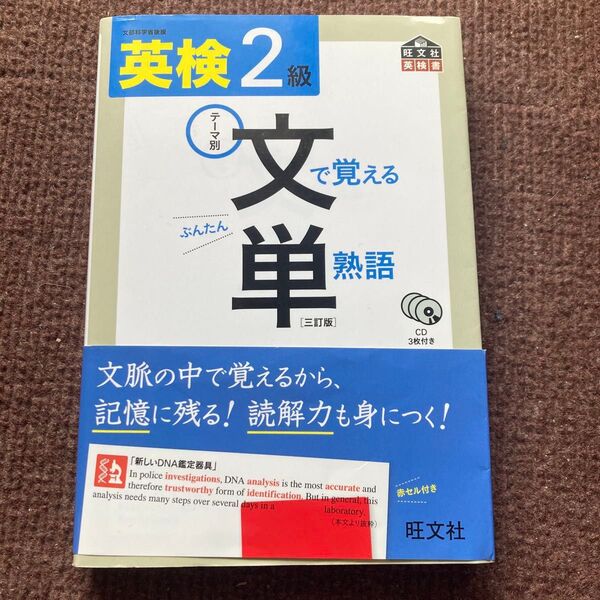 文部科学省後援
英検2級
旺文社
英検書
テーマ別
文で覚える
ぶんたん
単熟語
[三訂版]
CD
3枚付き
文脈の中で覚えるから、
記憶に残る！読解力も身につく！
「新しいDNA鑑定器具」
In police investigations, DNA analysis is the most accurate and
therefore trustworthy form of identification. But in general, this
analysis needs many steps over several days in a laboratory.
(本文より抜粋)
赤セル付き
旺文社